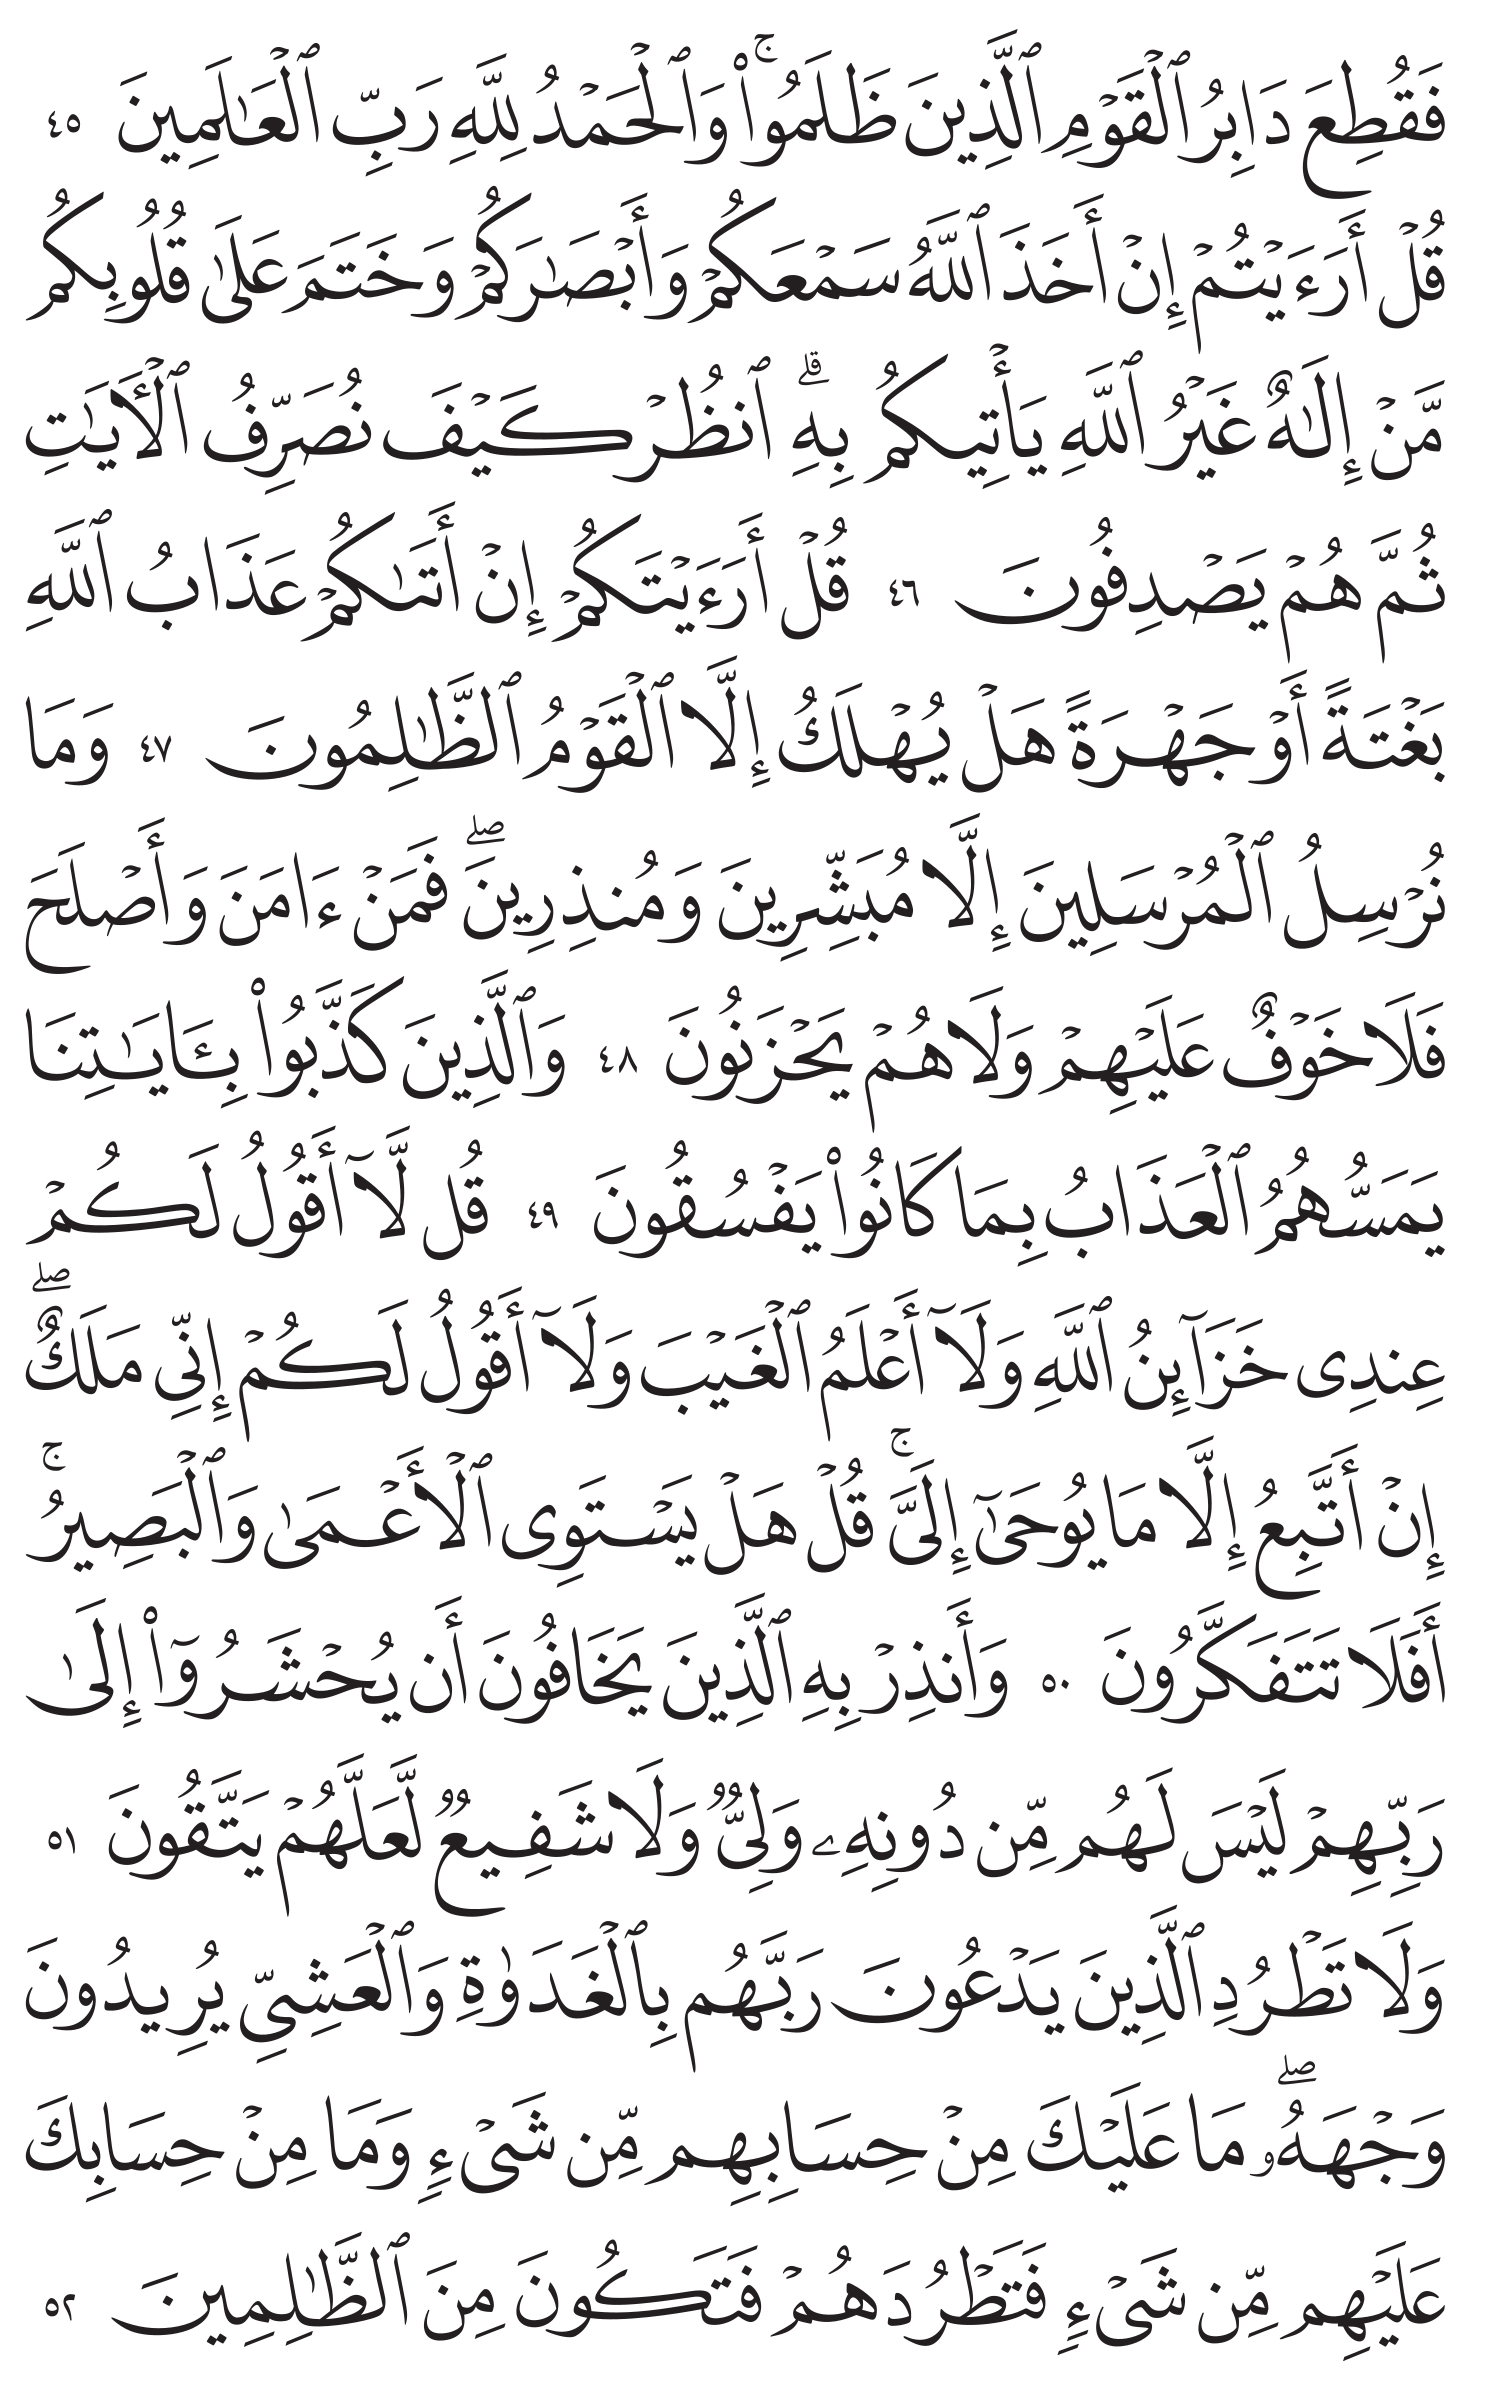 فَقُطِعَ دَابِرُ ٱلْقَوْمِ ٱلَّذِينَ ظَلَمُوا۟ ۚ وَٱلْحَمْدُ لِلَّهِ رَبِّ ٱلْعَـٰلَمِينَ ٤٥
قُلْ أَرَءَيْتُمْ إِنْ أَخَذَ ٱللَّهُ سَمْعَكُمْ وَأَبْصَـٰرَكُمْ وَخَتَمَ عَلَىٰ قُلُوبِكُم
مَّنْ إِلَـٰهٌ غَيْرُ ٱللَّهِ يَأْتِيكُم بِهِ ۗ ٱنظُرْ كَيْفَ نُصَرِّفُ ٱلْـَٔايَـٰتِ
ثُمَّ هُمْ يَصْدِفُونَ ٤٦ قُلْ أَرَءَيْتَكُمْ إِنْ أَتَىٰكُمْ عَذَابُ ٱللَّهِ
بَغْتَةً أَوْ جَهْرَةً هَلْ يُهْلَكُ إِلَّا ٱلْقَوْمُ ٱلظَّـٰلِمُونَ ٤٧ وَمَا
نُرْسِلُ ٱلْمُرْسَلِينَ إِلَّا مُبَشِّرِينَ وَمُنذِرِينَ ۖ فَمَنْ ءَامَنَ وَأَصْلَحَ
فَلَا خَوْفٌ عَلَيْهِمْ وَلَا هُمْ يَحْزَنُونَ ٤٨ وَٱلَّذِينَ كَذَّبُوا۟ بِـَٔايَـٰتِنَا
يَمَسُّهُمُ ٱلْعَذَابُ بِمَا كَانُوا۟ يَفْسُقُونَ ٤٩ قُل لَّآ أَقُولُ لَكُمْ
عِندِى خَزَآئِنُ ٱللَّهِ وَلَآ أَعْلَمُ ٱلْغَيْبَ وَلَآ أَقُولُ لَكُمْ إِنِّى مَلَكٌ ۖ
إِنْ أَتَّبِعُ إِلَّا مَا يُوحَىٰٓ إِلَىَّ ۚ قُلْ هَلْ يَسْتَوِى ٱلْأَعْمَىٰ وَٱلْبَصِيرُ ۚ
أَفَلَا تَتَفَكَّرُونَ ٥٠ وَأَنذِرْ بِهِ ٱلَّذِينَ يَخَافُونَ أَن يُحْشَرُوٓا۟ إِلَىٰ
رَبِّهِمْ لَيْسَ لَهُم مِّن دُونِهِۦ وَلِىٌّ وَلَا شَفِيعٌ لَّعَلَّهُمْ يَتَّقُونَ ٥١
وَلَا تَطْرُدِ ٱلَّذِينَ يَدْعُونَ رَبَّهُم بِٱلْغَدَوٰةِ وَٱلْعَشِىِّ يُرِيدُونَ
وَجْهَهُۥ ۖ مَا عَلَيْكَ مِنْ حِسَابِهِم مِّن شَىْءٍ وَمَا مِنْ حِسَابِكَ
عَلَيْهِم مِّن شَىْءٍ فَتَطْرُدَهُمْ فَتَكُونَ مِنَ ٱلظَّـٰلِمِينَ ٥٢